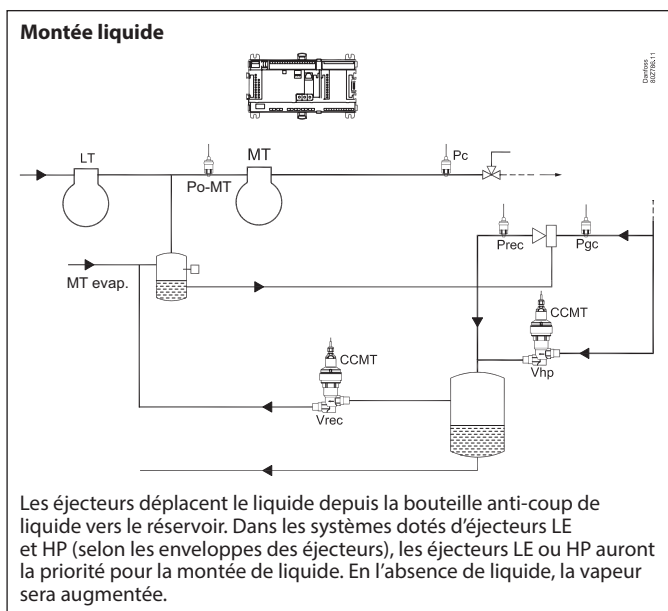 Montée liquide
Danfoss
80Z786.11
LT
MT
Pc
Po-MT
Prec
Pgc
MT evap.
CCMT
CCMT
Vhp
Vrec
Les éjecteurs déplacent le liquide depuis la bouteille anti-coup de
liquide vers le réservoir. Dans les systèmes dotés d’éjecteurs LE
et HP (selon les enveloppes des éjecteurs), les éjecteurs LE ou HP auront
la priorité pour la montée de liquide. En l’absence de liquide, la vapeur
sera augmentée.